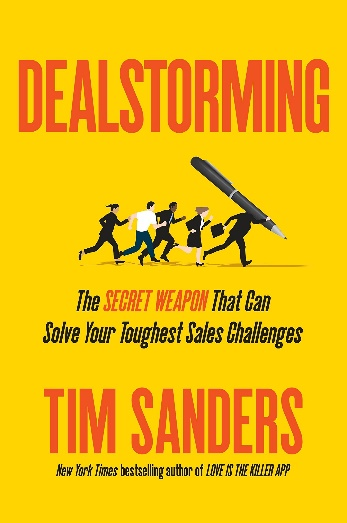 DEALSTORMING
The SECRET WEAPON That Can
Solve Your Toughest Sales Challenges
TIM SANDERS
New York Times bestselling author of LOVE IS THE KILLER APP